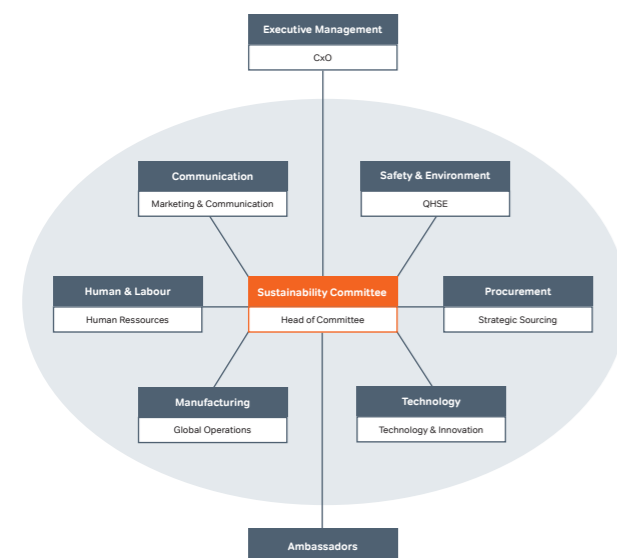 Executive Management
CxO
Communication
Marketing & Communication
Safety & Environment
QHSE
Human & Labour
Human Ressources
Sustainability Committee
Head of Committee
Procurement
Strategic Sourcing
Manufacturing
Global Operations
Technology
Technology & Innovation
Ambassadors